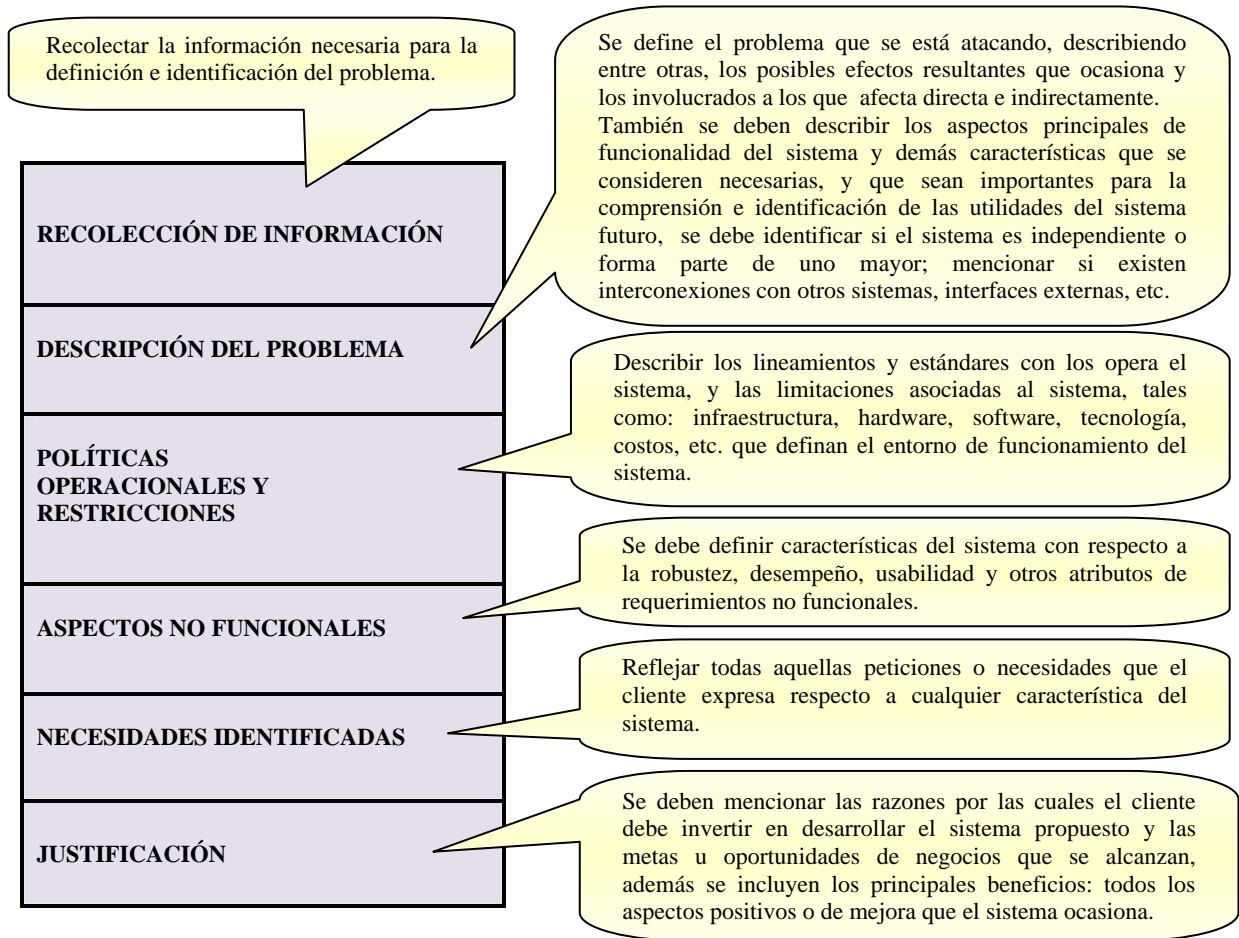 Recolectar la información necesaria para la
definición e identificación del problema.
RECOLECCIÓN DE INFORMACIÓN
Se define el problema que se está atacando, describiendo
entre otras, los posibles efectos resultantes que ocasiona y
los involucrados a los que afecta directa e indirectamente.
También se deben describir los aspectos principales de
funcionalidad del sistema y demás características que se
consideren necesarias, y que sean importantes para la
comprensión e identificación de las utilidades del sistema
futuro, se debe identificar si el sistema es independiente o
forma parte de uno mayor; mencionar si existen
interconexiones con otros sistemas, interfaces externas, etc.
DESCRIPCIÓN DEL PROBLEMA
Describir los lineamientos y estándares con los opera el
sistema, y las limitaciones asociadas al sistema, tales
como: infraestructura, hardware, software, tecnología,
costos, etc. que definan el entorno de funcionamiento del
sistema.
POLÍTICAS
OPERACIONALES Y
RESTRICCIONES
Se debe definir características del sistema con respecto a
la robustez, desempeño, usabilidad y otros atributos de
requerimientos no funcionales.
ASPECTOS NO FUNCIONALES
Reflejar todas aquellas peticiones o necesidades que el
cliente expresa respecto a cualquier característica del
sistema.
NECESIDADES IDENTIFICADAS
Se deben mencionar las razones por las cuales el cliente
debe invertir en desarrollar el sistema propuesto y las
metas u oportunidades de negocios que se alcanzan,
además se incluyen los principales beneficios: todos los
aspectos positivos o de mejora que el sistema ocasiona.
JUSTIFICACIÓN